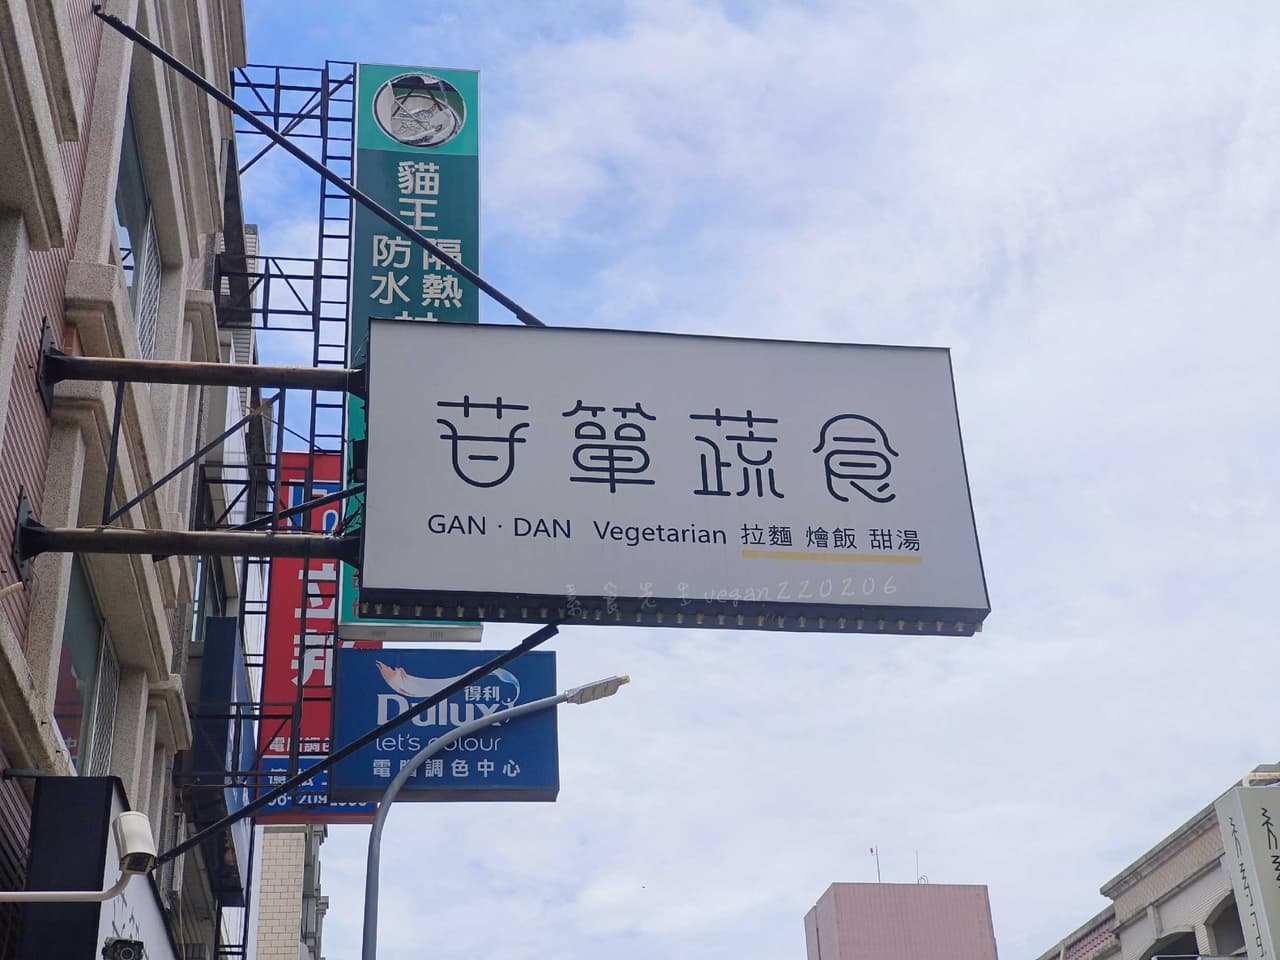 貓王
防水
隔熱
甘簞蔬食
GAN · DAN Vegetarian 拉麵 燴飯 甜湯
素食先生vegan220206
得利
Dulux
let's colour
電腦調色中心